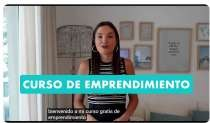 CURSO DE EMPRENDIMIENTO
bienvenido a mi curso gratis de
emprendimiento